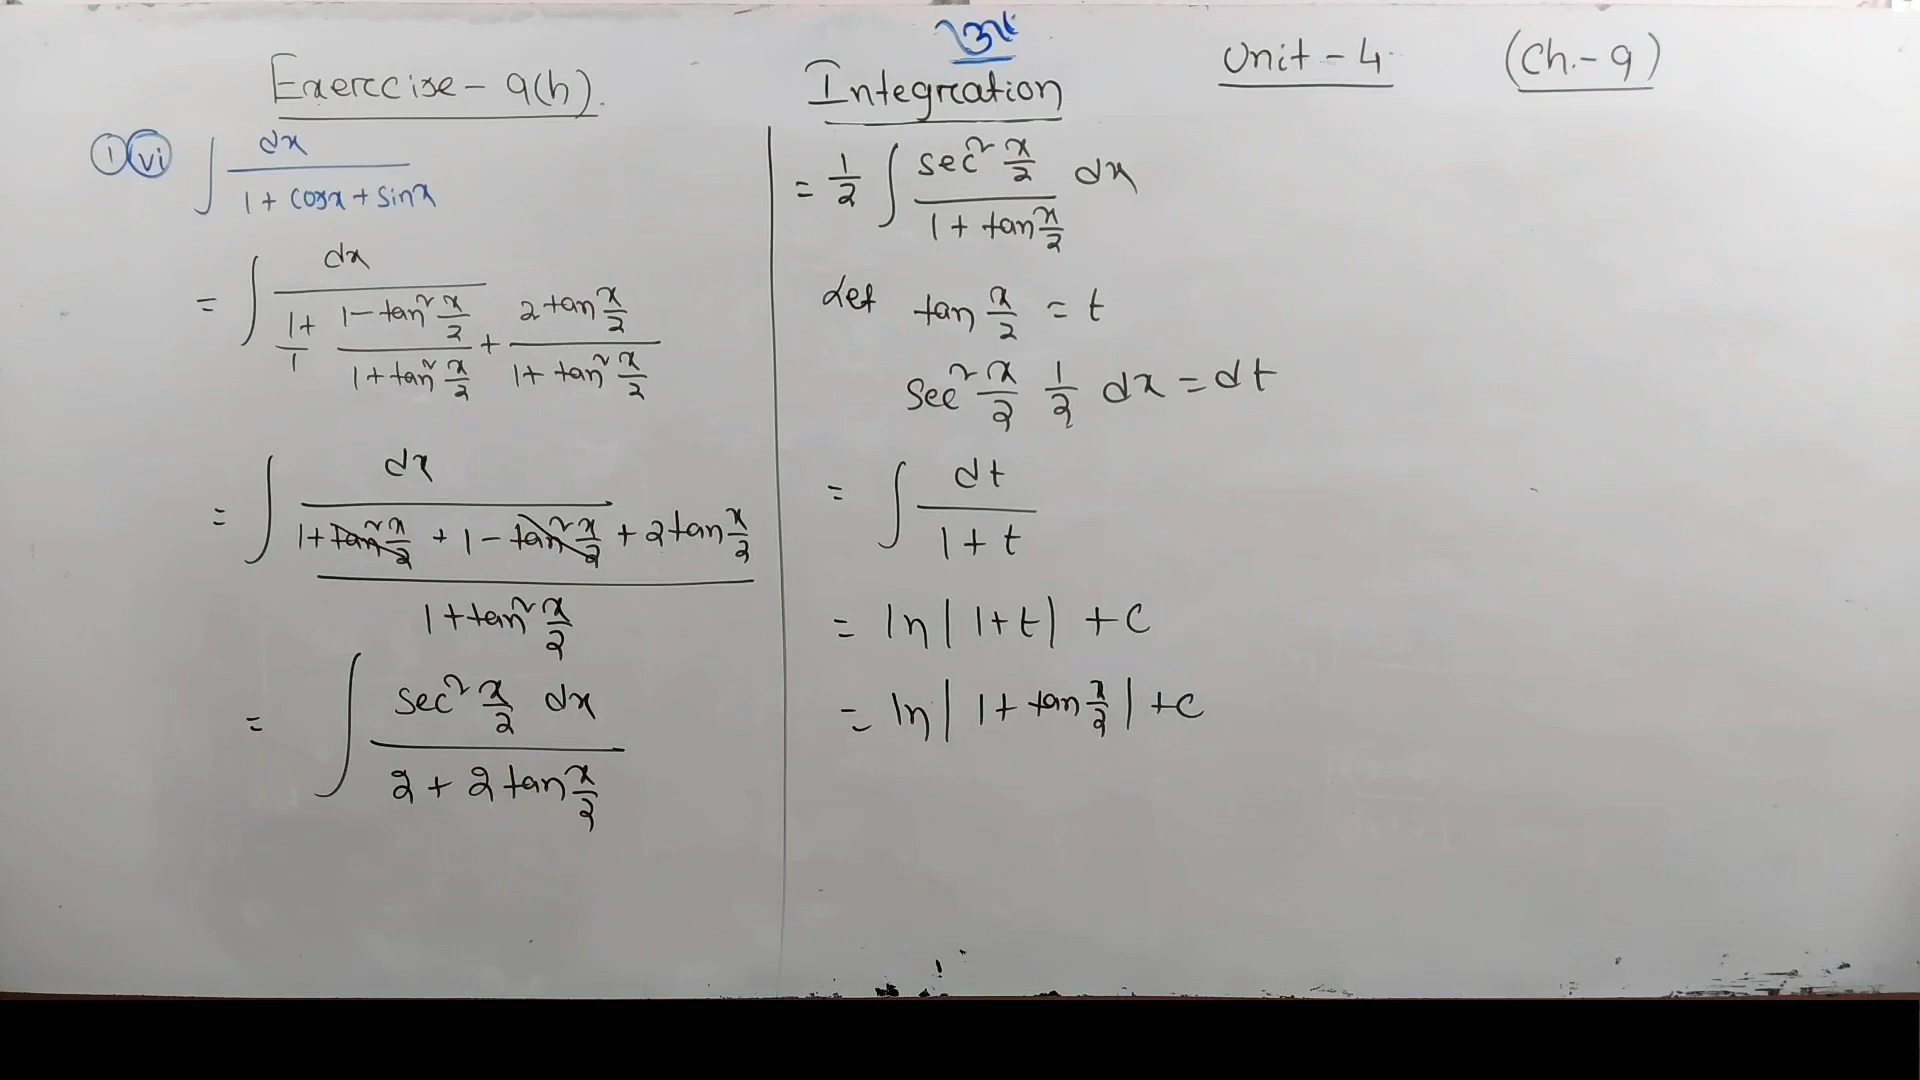 Exerccise - 9(h).
Integrcation
Unit - 4.
(Ch.- 9)
① ⓥⓘ ∫ dx / (1 + cosx + sinx)
= ∫ dx / (1+/1 (1 - tan² x/2)/(1 + tan² x/2) + (2 tan x/2)/(1 + tan² x/2))
= ∫ dx / ((1 + tan² x/2 + 1 - tan² x/2 + 2 tan x/2) / (1 + tan² x/2))
= ∫ sec² x/2 dx / (2 + 2 tan x/2)
= 1/2 ∫ (sec² x/2) / (1 + tan x/2) dx
Let tan x/2 = t
Sec² x/2 1/2 dx = dt
= ∫ dt / (1 + t)
= ln | 1+t | + C
= ln | 1 + tan x/2 | + C